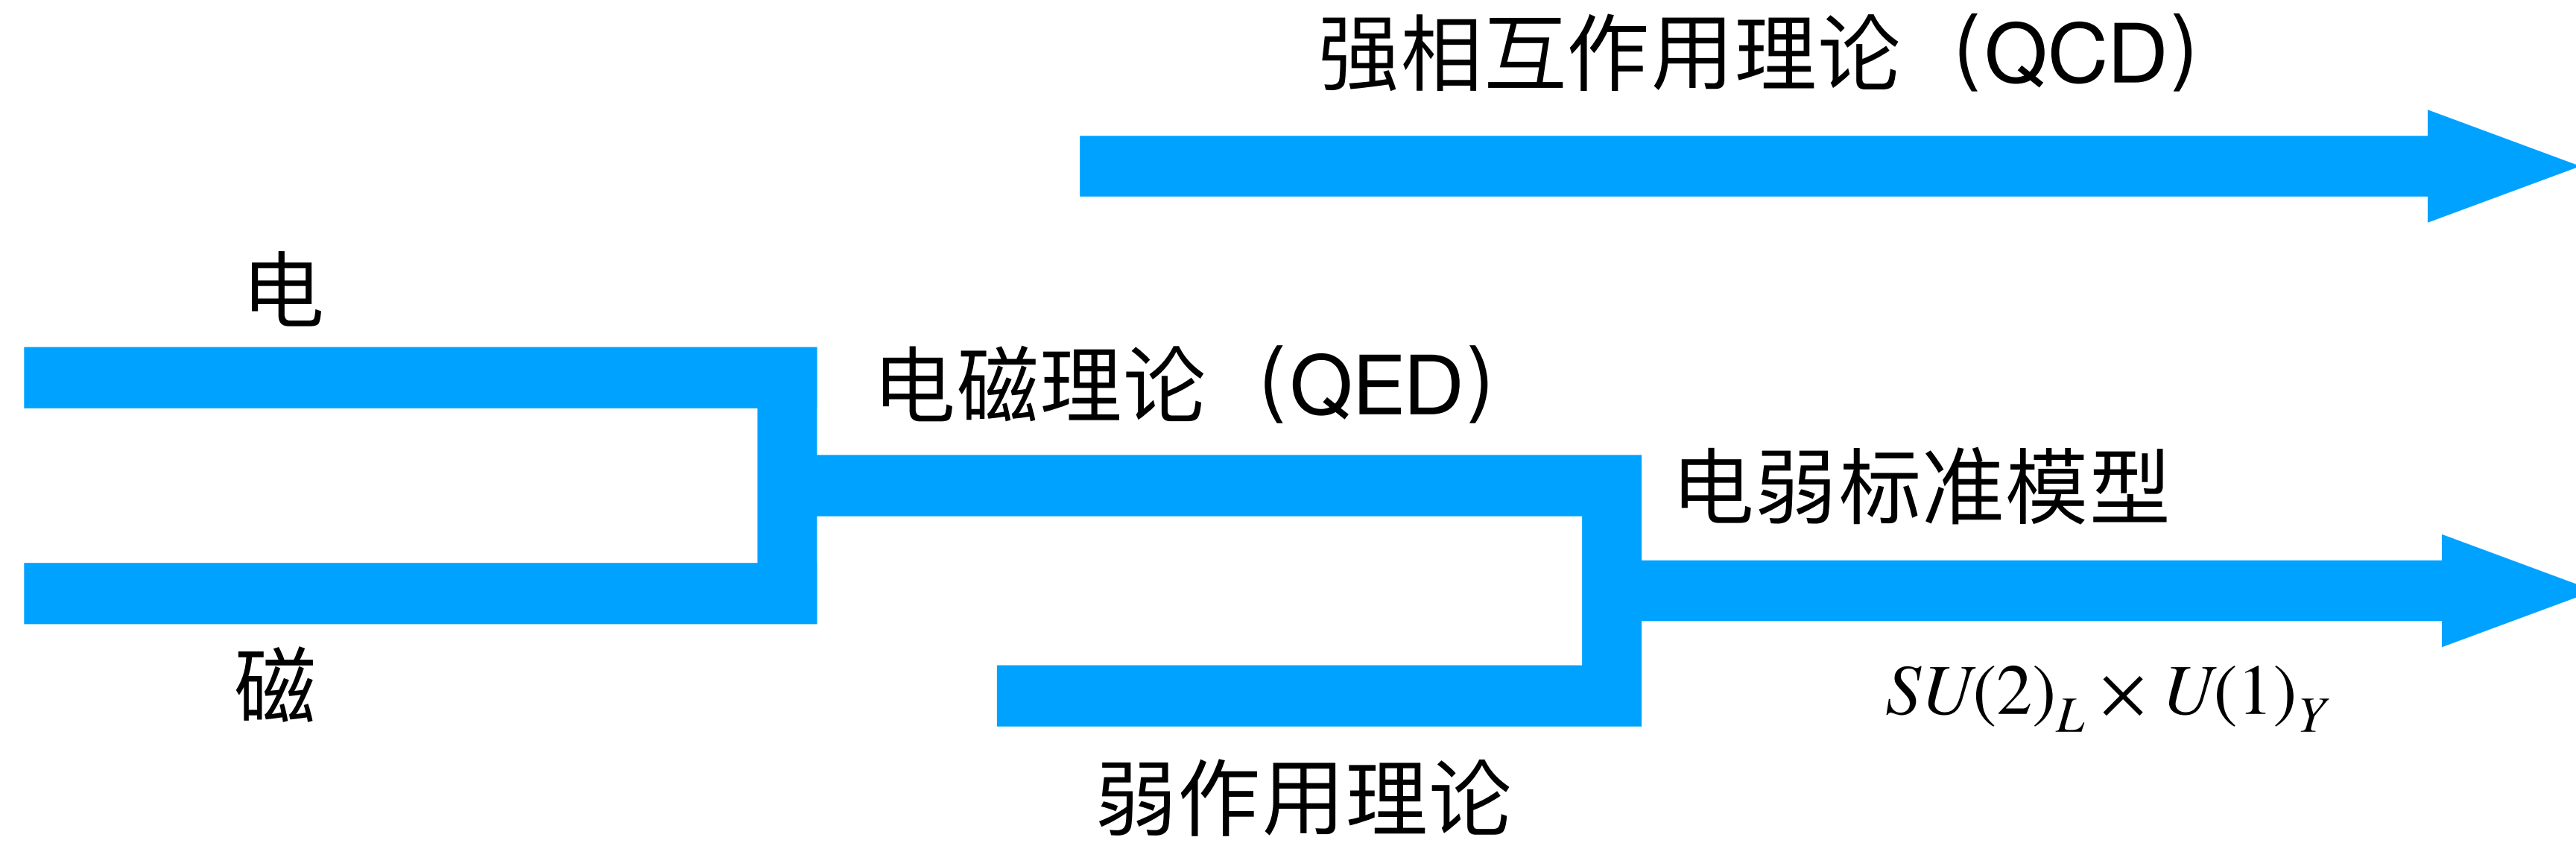 强相互作用理论（QCD）
电
电磁理论（QED）
电弱标准模型
磁
SU(2)_L × U(1)_Y
弱作用理论